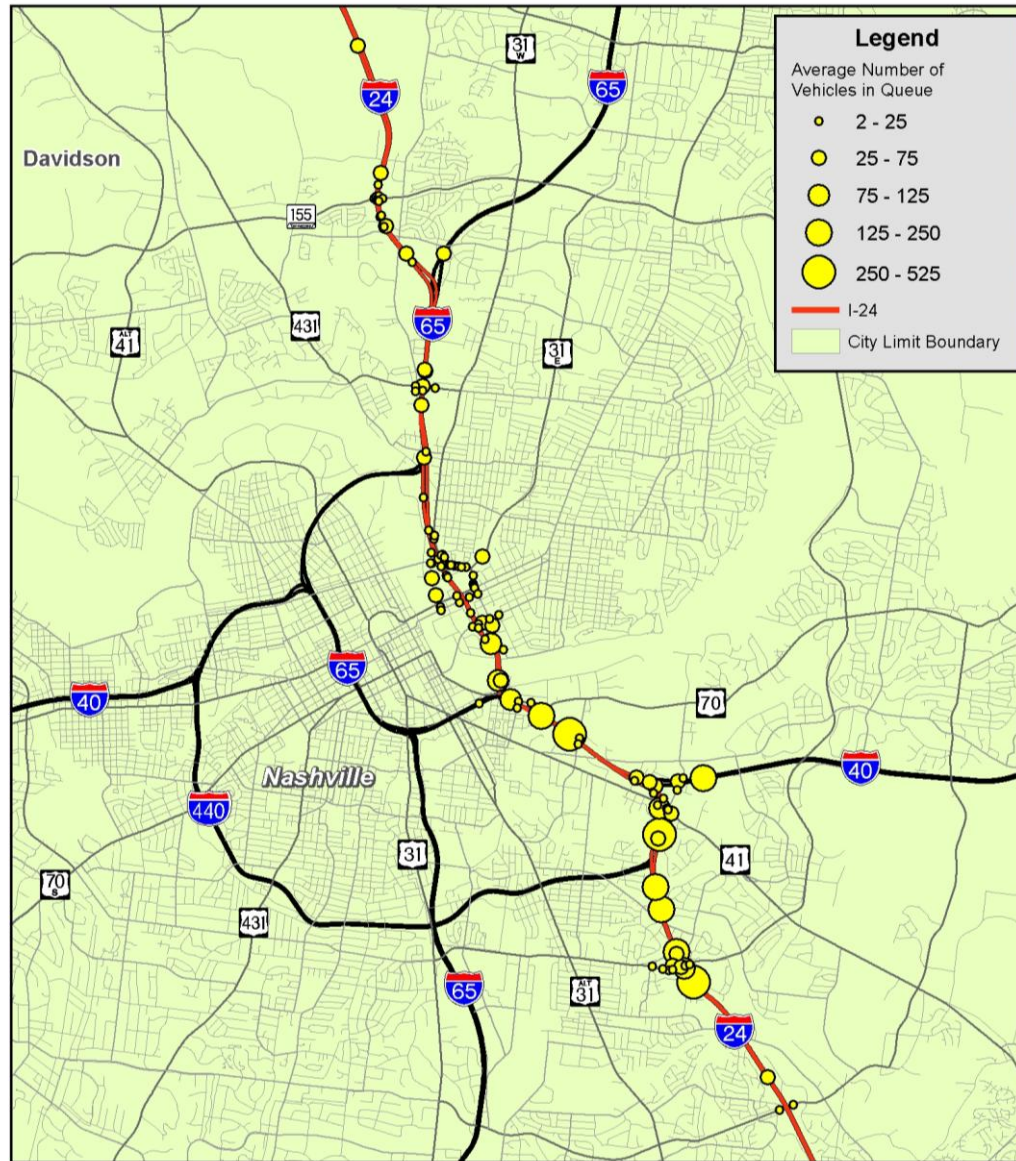 Legend
Average Number of
Vehicles in Queue
2 - 25
25 - 75
75 - 125
125 - 250
250 - 525
I-24
City Limit Boundary
31
W
65
24
Davidson
155
65
431
ALT
41
31
E
65
40
70
Nashville
40
440
31
41
70
S
431
65
ALT
31
24